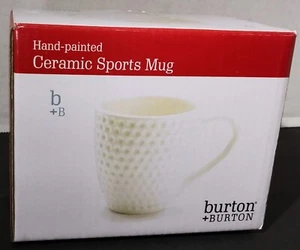 Hand-painted
Ceramic Sports Mug
b
+B
burton
+BURTON